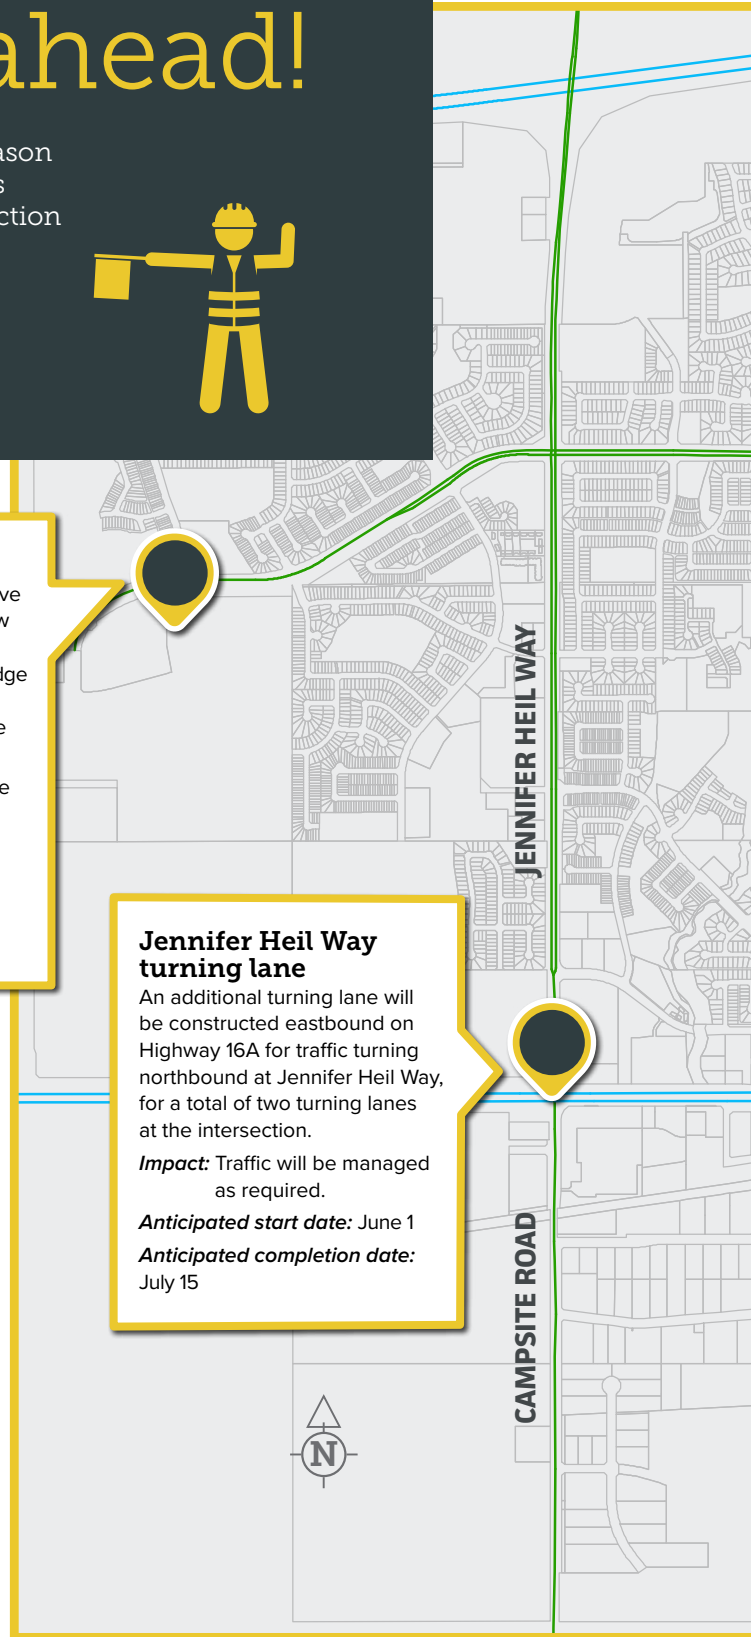 ahead!
ction
JENNIFER HEIL WAY
Jennifer Heil Way
turning lane
An additional turning lane will
be constructed eastbound on
Highway 16A for traffic turning
northbound at Jennifer Heil Way,
for a total of two turning lanes
at the intersection.
Impact: Traffic will be managed
as required.
Anticipated start date: June 1
Anticipated completion date:
July 15
CAMPSITE ROAD
N